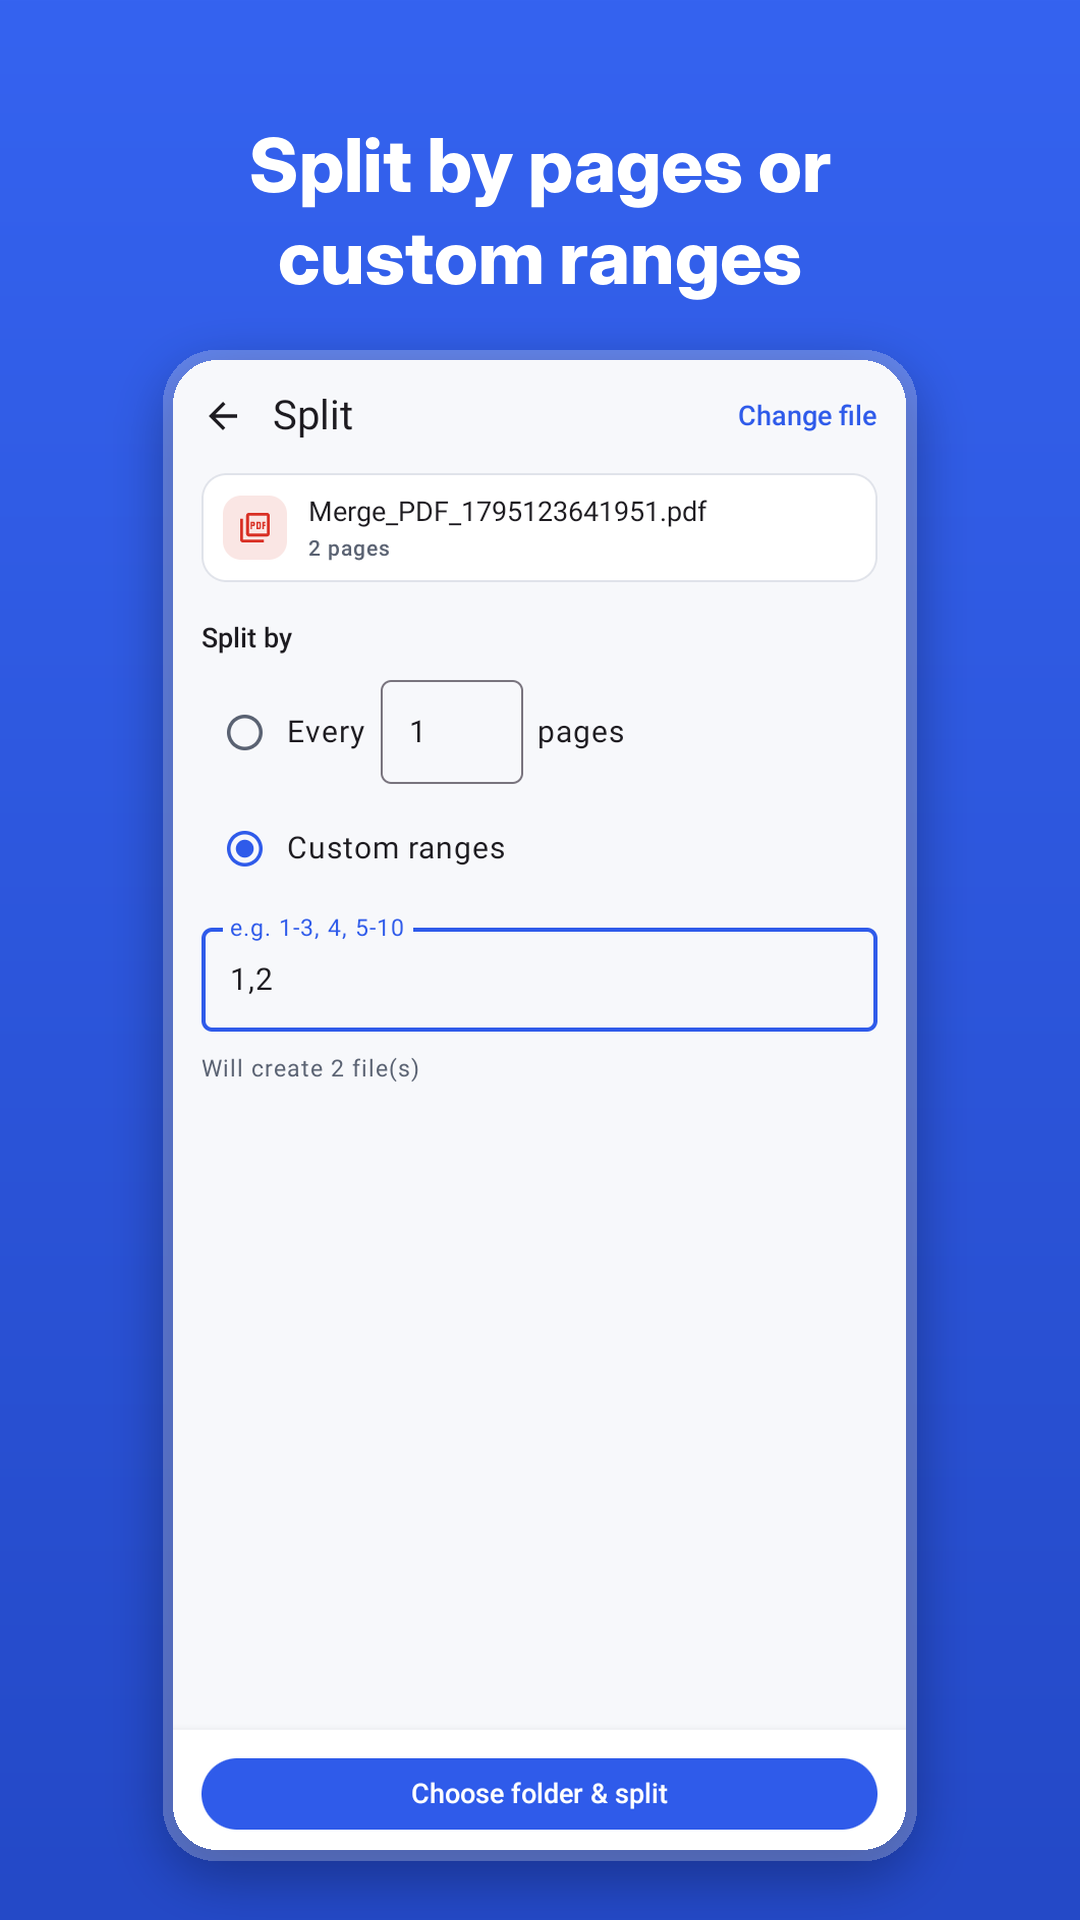 Split by pages or
custom ranges
Split
Change file
PDF
Merge_PDF_1795123641951.pdf
2 pages
Split by
Every 1 pages
Custom ranges
e.g. 1-3, 4, 5-10
1,2
Will create 2 file(s)
Choose folder & split